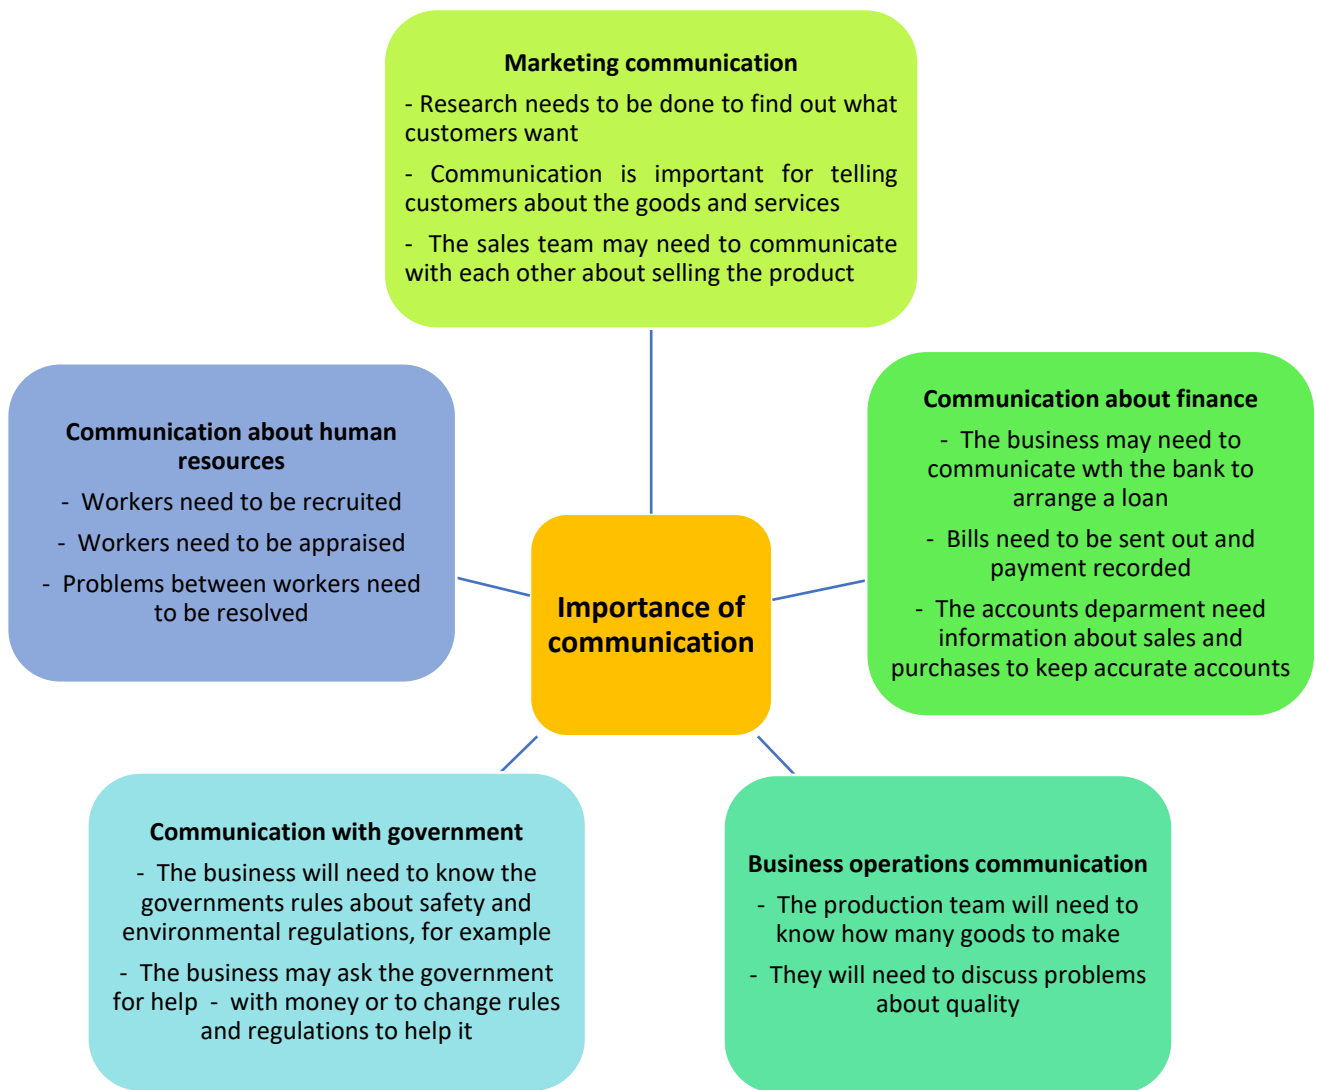 Marketing communication
- Research needs to be done to find out what
customers want
- Communication is important for telling
customers about the goods and services
- The sales team may need to communicate
with each other about selling the product
Communication about human
resources
- Workers need to be recruited
- Workers need to be appraised
- Problems between workers need
to be resolved
Communication about finance
- The business may need to
communicate wth the bank to
arrange a loan
- Bills need to be sent out and
payment recorded
- The accounts deparment need
information about sales and
purchases to keep accurate accounts
Importance of
communication
Communication with government
- The business will need to know the
governments rules about safety and
environmental regulations, for example
- The business may ask the government
for help - with money or to change rules
and regulations to help it
Business operations communication
- The production team will need to
know how many goods to make
- They will need to discuss problems
about quality